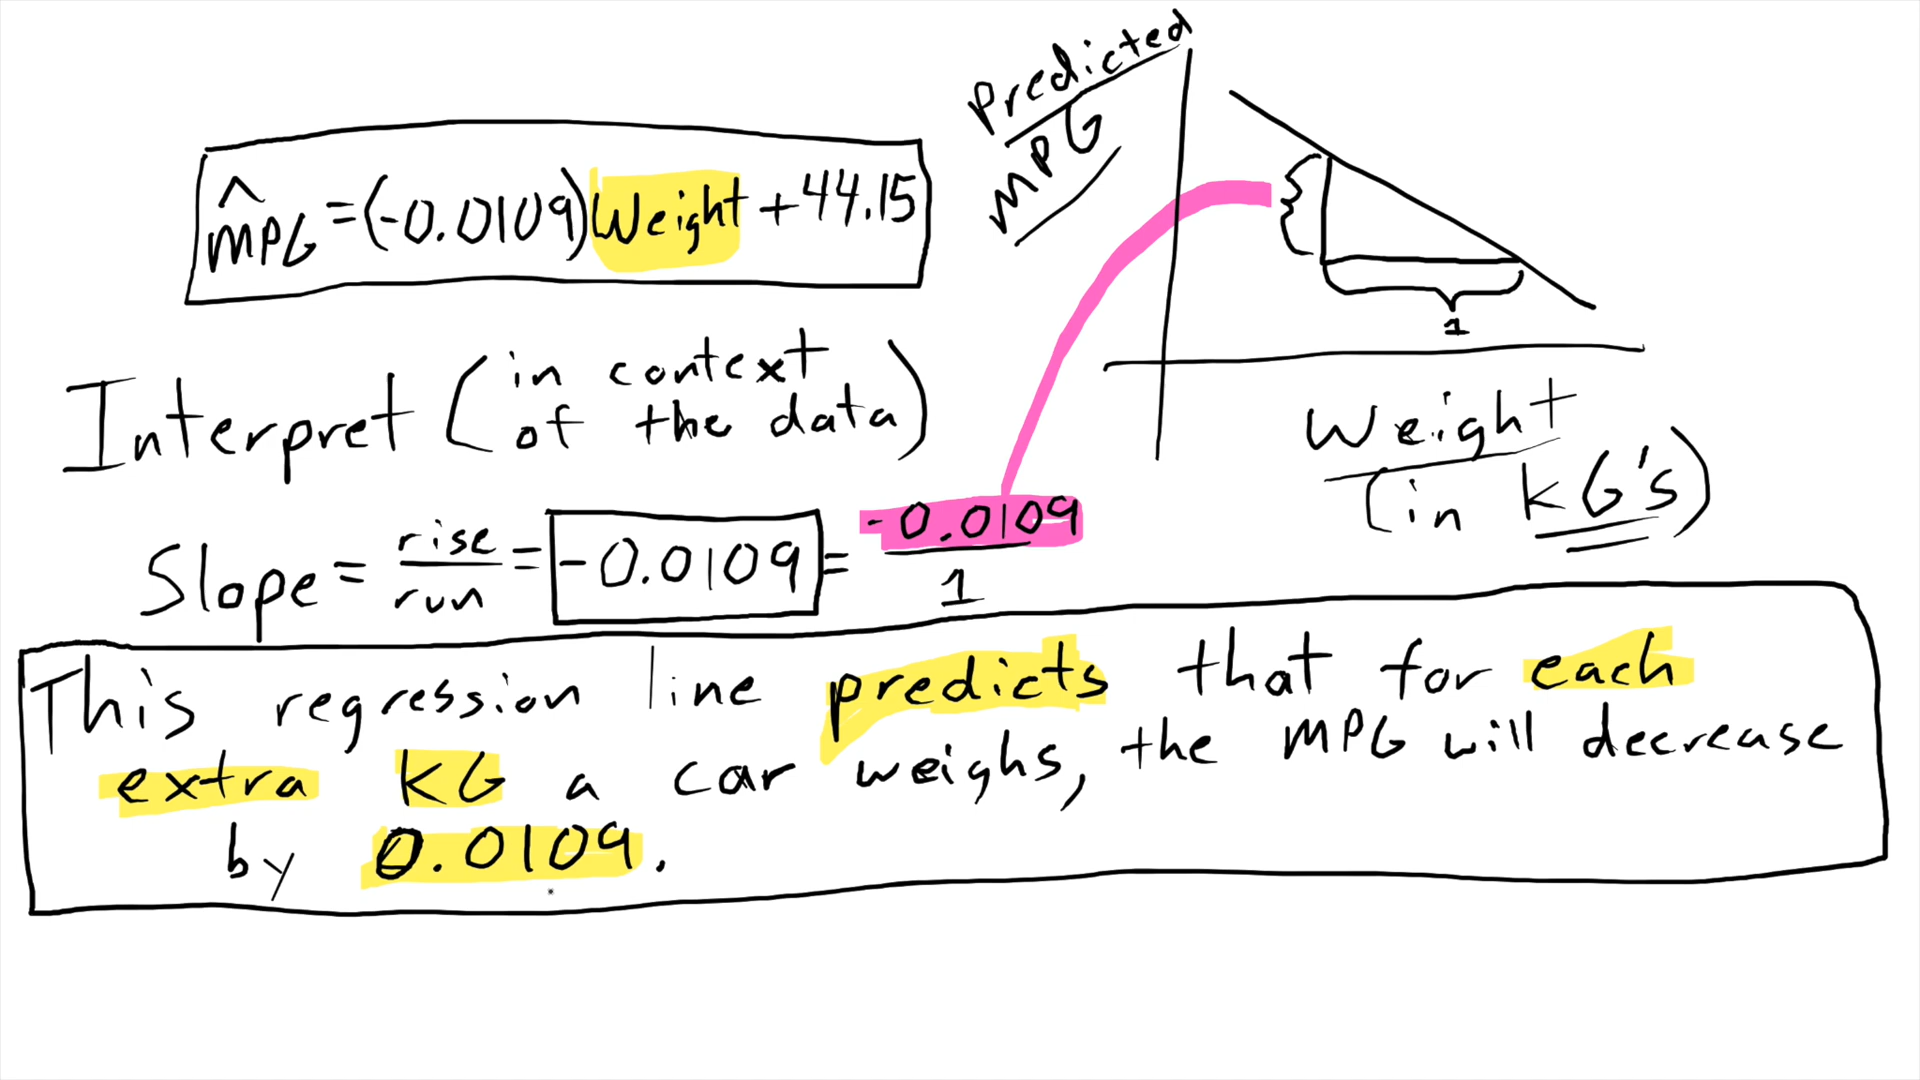 Predicted
MPG
m̂PG = (-0.0109)Weight + 44.15
1
Weight
(in KG's)
Interpret (in context
of the data)
Slope = rise/run = -0.0109 = -0.0109/1
This regression line predicts that for each
extra KG a car weighs, the MPG will decrease
by 0.0109.